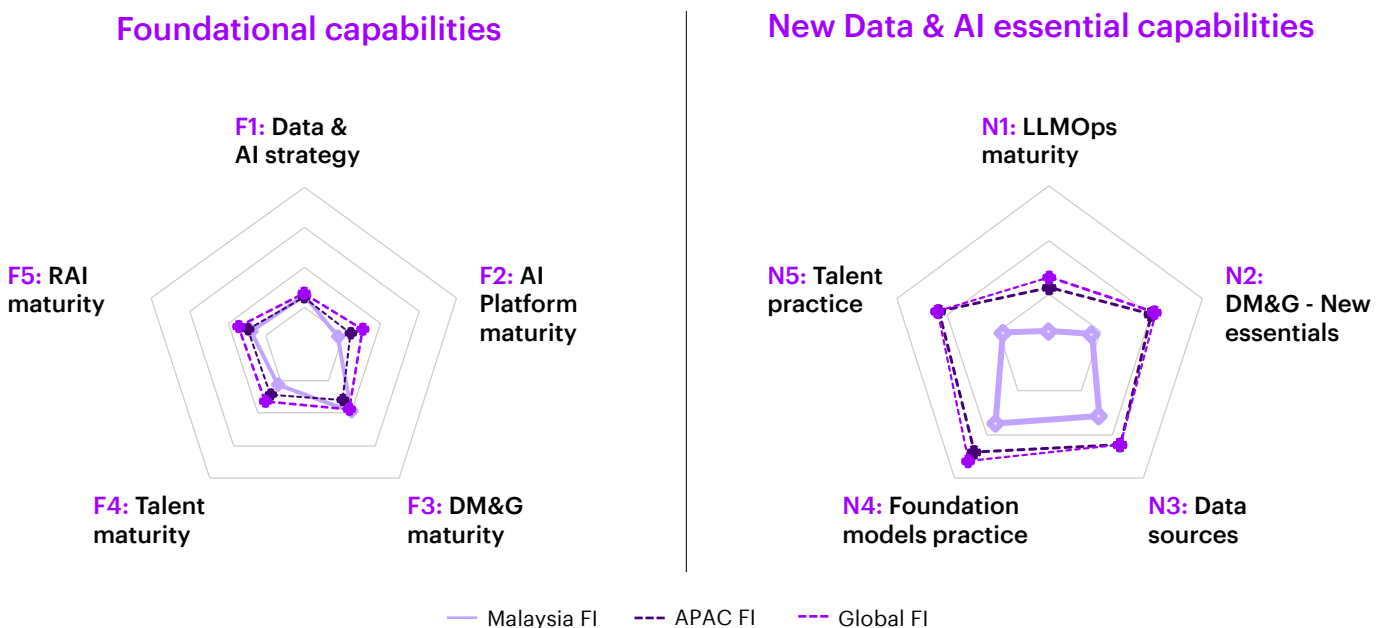 Foundational capabilities
F1: Data &
AI strategy
F5: RAI
maturity
F2: AI
Platform
maturity
F4: Talent
maturity
F3: DM&G
maturity
New Data & AI essential capabilities
N1: LLMOps
maturity
N5: Talent
practice
N2:
DM&G - New
essentials
N4: Foundation
models practice
N3: Data
sources
Malaysia FI
APAC FI
Global FI